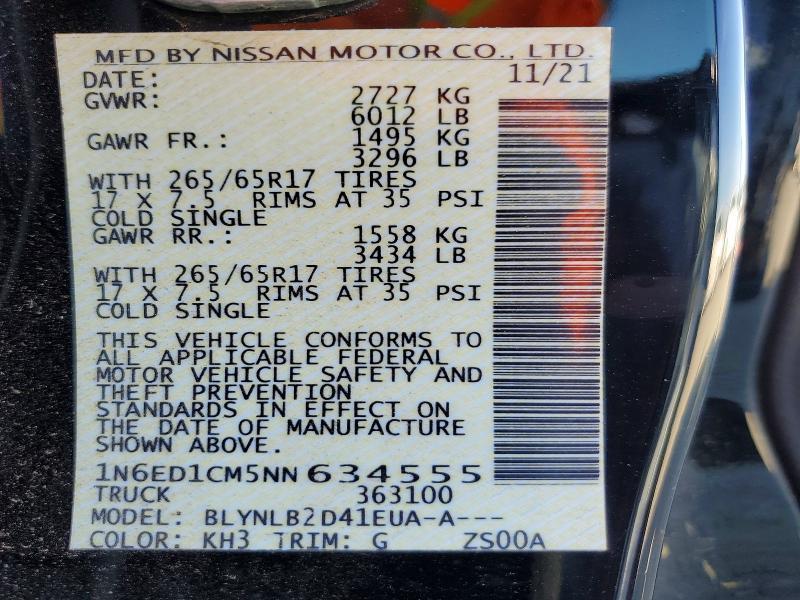 MFD BY NISSAN MOTOR CO., LTD.
DATE: 11/21
GVWR: 2727 KG
6012 LB
GAWR FR.: 1495 KG
3296 LB
WITH 265/65R17 TIRES
17 X 7.5 RIMS AT 35 PSI
COLD SINGLE
GAWR RR.: 1558 KG
3434 LB
WITH 265/65R17 TIRES
17 X 7.5 RIMS AT 35 PSI
COLD SINGLE
THIS VEHICLE CONFORMS TO
ALL APPLICABLE FEDERAL
MOTOR VEHICLE SAFETY AND
THEFT PREVENTION
STANDARDS IN EFFECT ON
THE DATE OF MANUFACTURE
SHOWN ABOVE.
1N6ED1CM5NN634555
TRUCK 363100
MODEL: BLYNLB2D41EUA-A---
COLOR: KH3 TRIM: G ZS00A